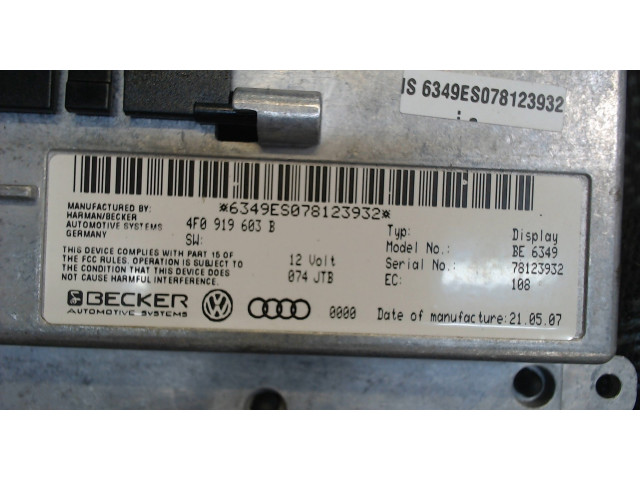 IS 6349ES078123932
*6349ES078123932*
MANUFACTURED BY:
HARMAN/BECKER
AUTOMOTIVE SYSTEMS
GERMANY
4F0 919 603 B
SW:
THIS DEVICE COMPLIES WITH PART 15 OF
THE FCC RULES. OPERATION IS SUBJECT TO
THE CONDITION THAT THIS DEVICE DOES
NOT CAUSE HARMFUL INTERFERENCE.
12 Volt
074 JTB
Typ: Display
Model No.: BE 6349
Serial No.: 78123932
EC: 108
BECKER
AUTOMOTIVE SYSTEMS
0000
Date of manufacture: 21.05.07